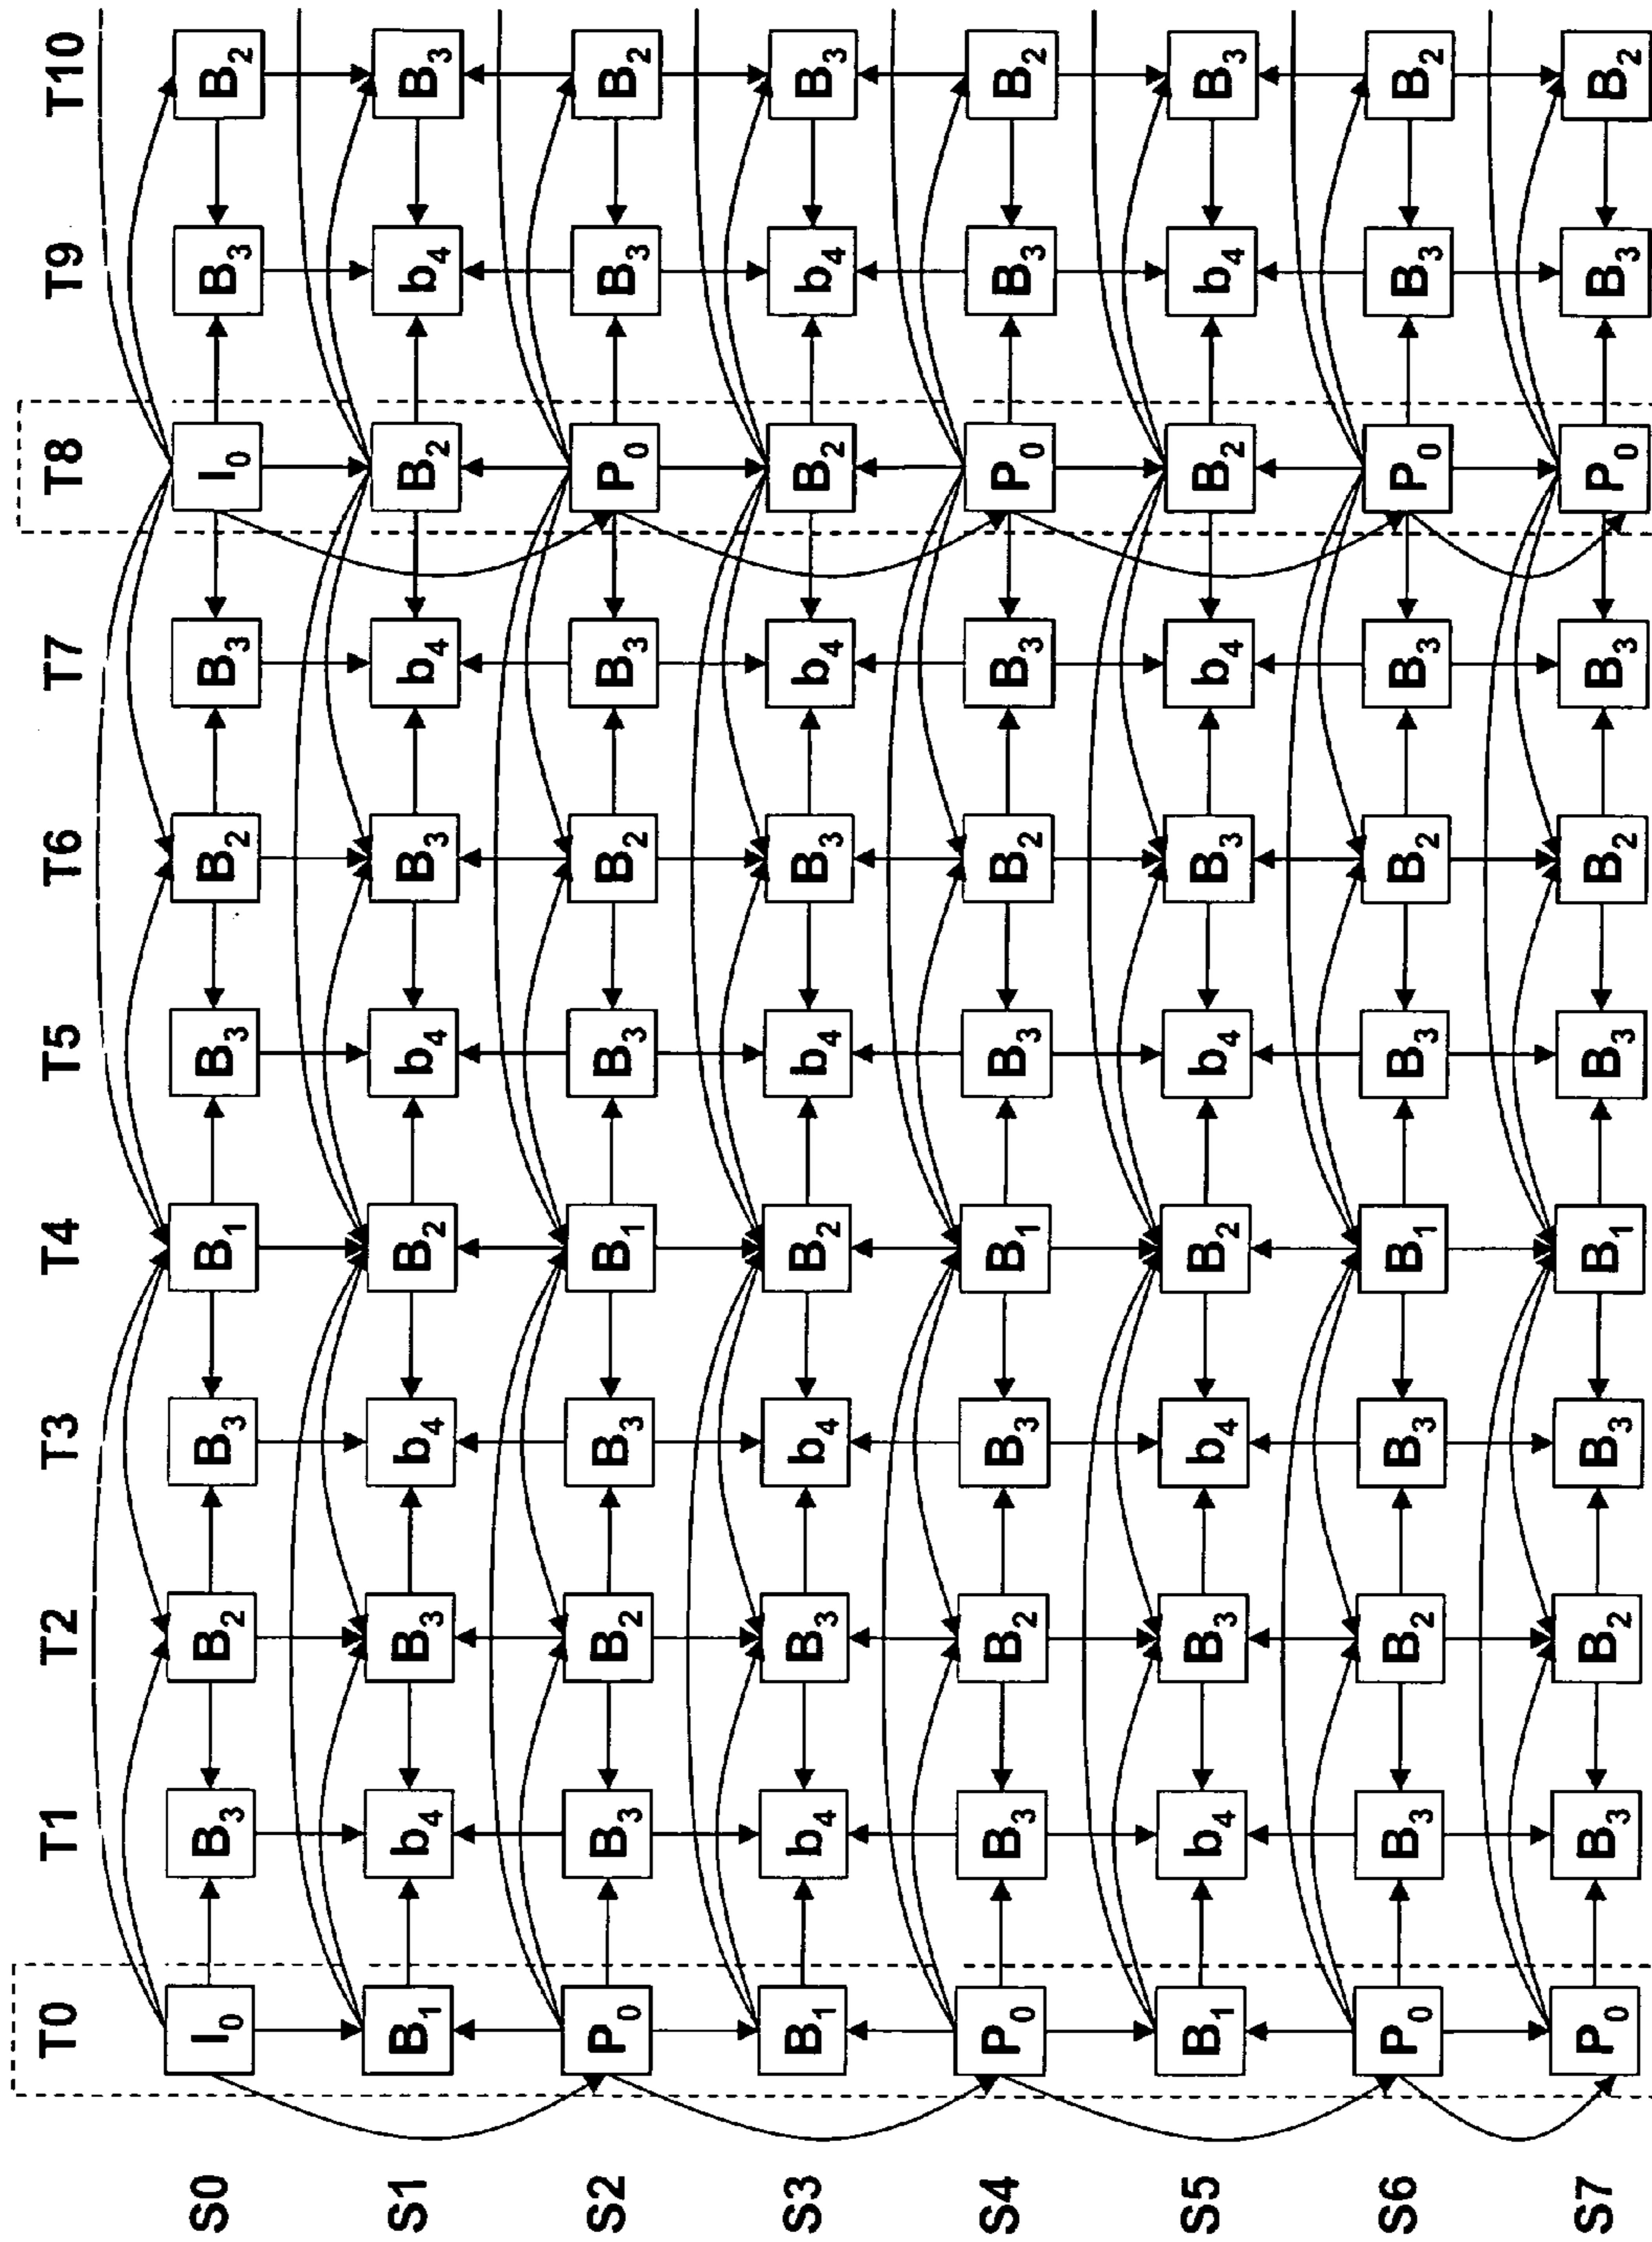 T0 T1 T2 T3 T4 T5 T6 T7 T8 T9 T10
S0 I₀ B₃ B₂ B₃ B₁ B₃ B₂ B₃ I₀ B₃ B₂
S1 B₁ b₄ B₃ b₄ B₂ b₄ B₃ b₄ B₂ b₄ B₃
S2 P₀ B₃ B₂ B₃ B₁ B₃ B₂ B₃ P₀ B₃ B₂
S3 B₁ b₄ B₃ b₄ B₂ b₄ B₃ b₄ B₂ b₄ B₃
S4 P₀ B₃ B₂ B₃ B₁ B₃ B₂ B₃ P₀ B₃ B₂
S5 B₁ b₄ B₃ b₄ B₂ b₄ B₃ b₄ B₂ b₄ B₃
S6 P₀ B₃ B₂ B₃ B₁ B₃ B₂ B₃ P₀ B₃ B₂
S7 P₀ B₃ B₂ B₃ B₁ B₃ B₂ B₃ P₀ B₃ B₂